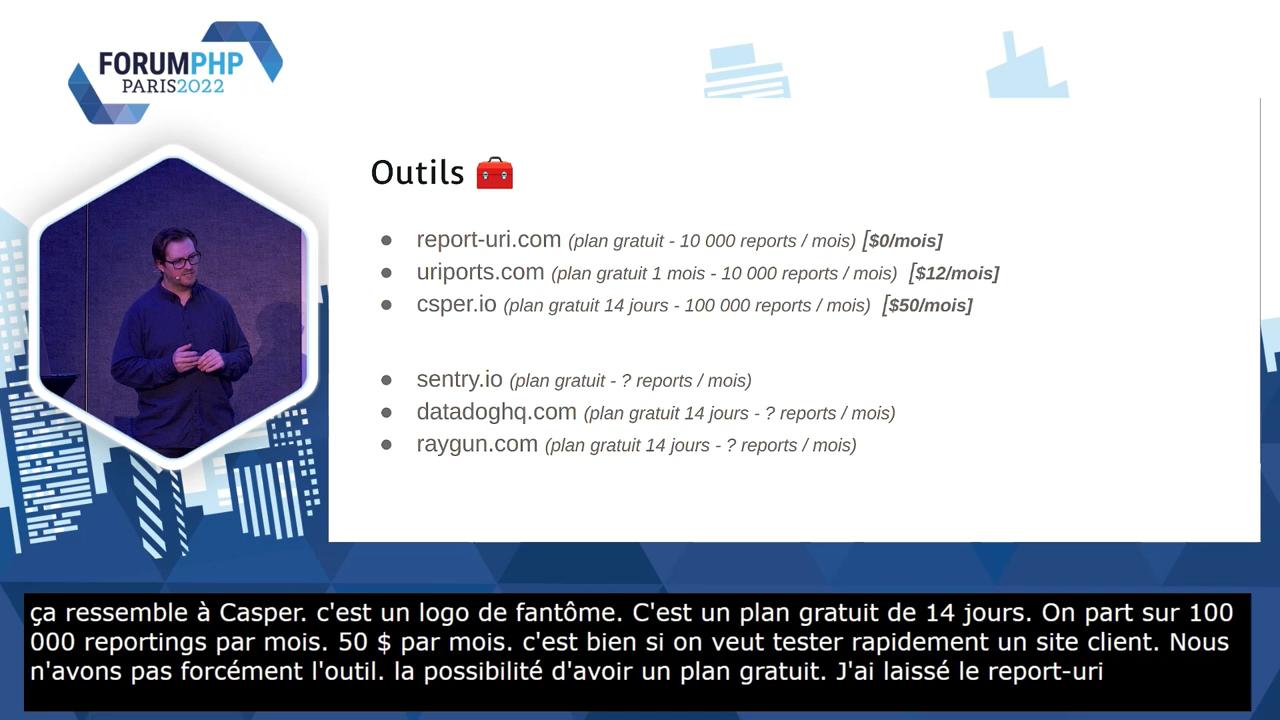 FORUMPHP
PARIS2022
Outils
report-uri.com (plan gratuit - 10 000 reports / mois) [$0/mois]
uriports.com (plan gratuit 1 mois - 10 000 reports / mois) [$12/mois]
csper.io (plan gratuit 14 jours - 100 000 reports / mois) [$50/mois]
sentry.io (plan gratuit - ? reports / mois)
datadoghq.com (plan gratuit 14 jours - ? reports / mois)
raygun.com (plan gratuit 14 jours - ? reports / mois)
ça ressemble à Casper. c'est un logo de fantôme. C'est un plan gratuit de 14 jours. On part sur 100
000 reportings par mois. 50 $ par mois. c'est bien si on veut tester rapidement un site client. Nous
n'avons pas forcément l'outil. la possibilité d'avoir un plan gratuit. J'ai laissé le report-uri